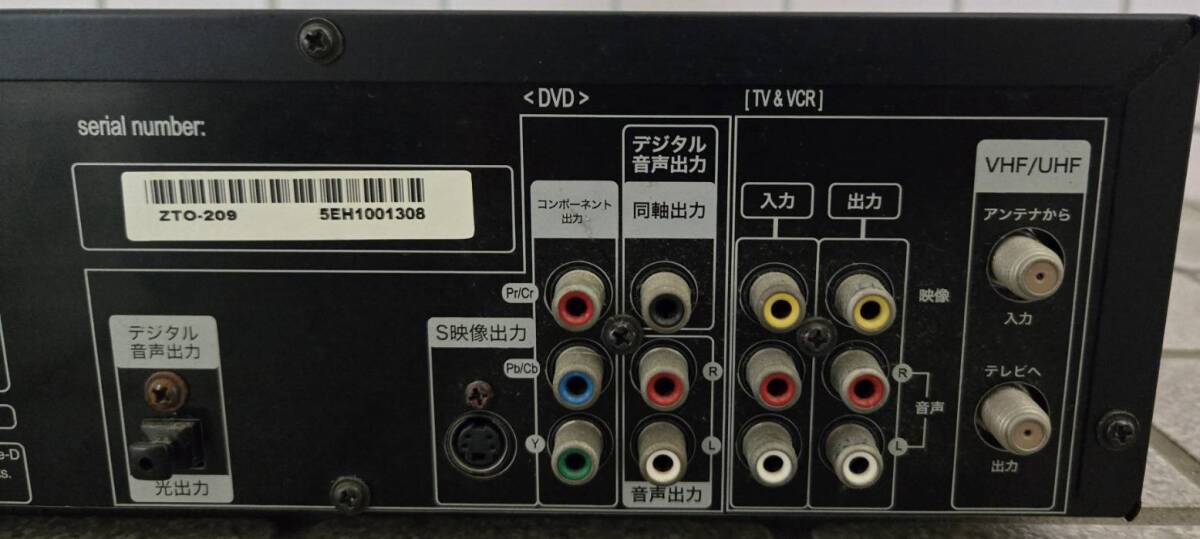 serial number:
ZTO-209 5EH1001308
e-D
ks.
デジタル
音声出力
光出力
S映像出力
< DVD >
コンポーネント
出力
Pr/Cr
Pb/Cb
Y
デジタル
音声出力
同軸出力
R
L
音声出力
[ TV & VCR ]
入力
出力
映像
R
音声
L
VHF/UHF
アンテナから
入力
テレビへ
出力